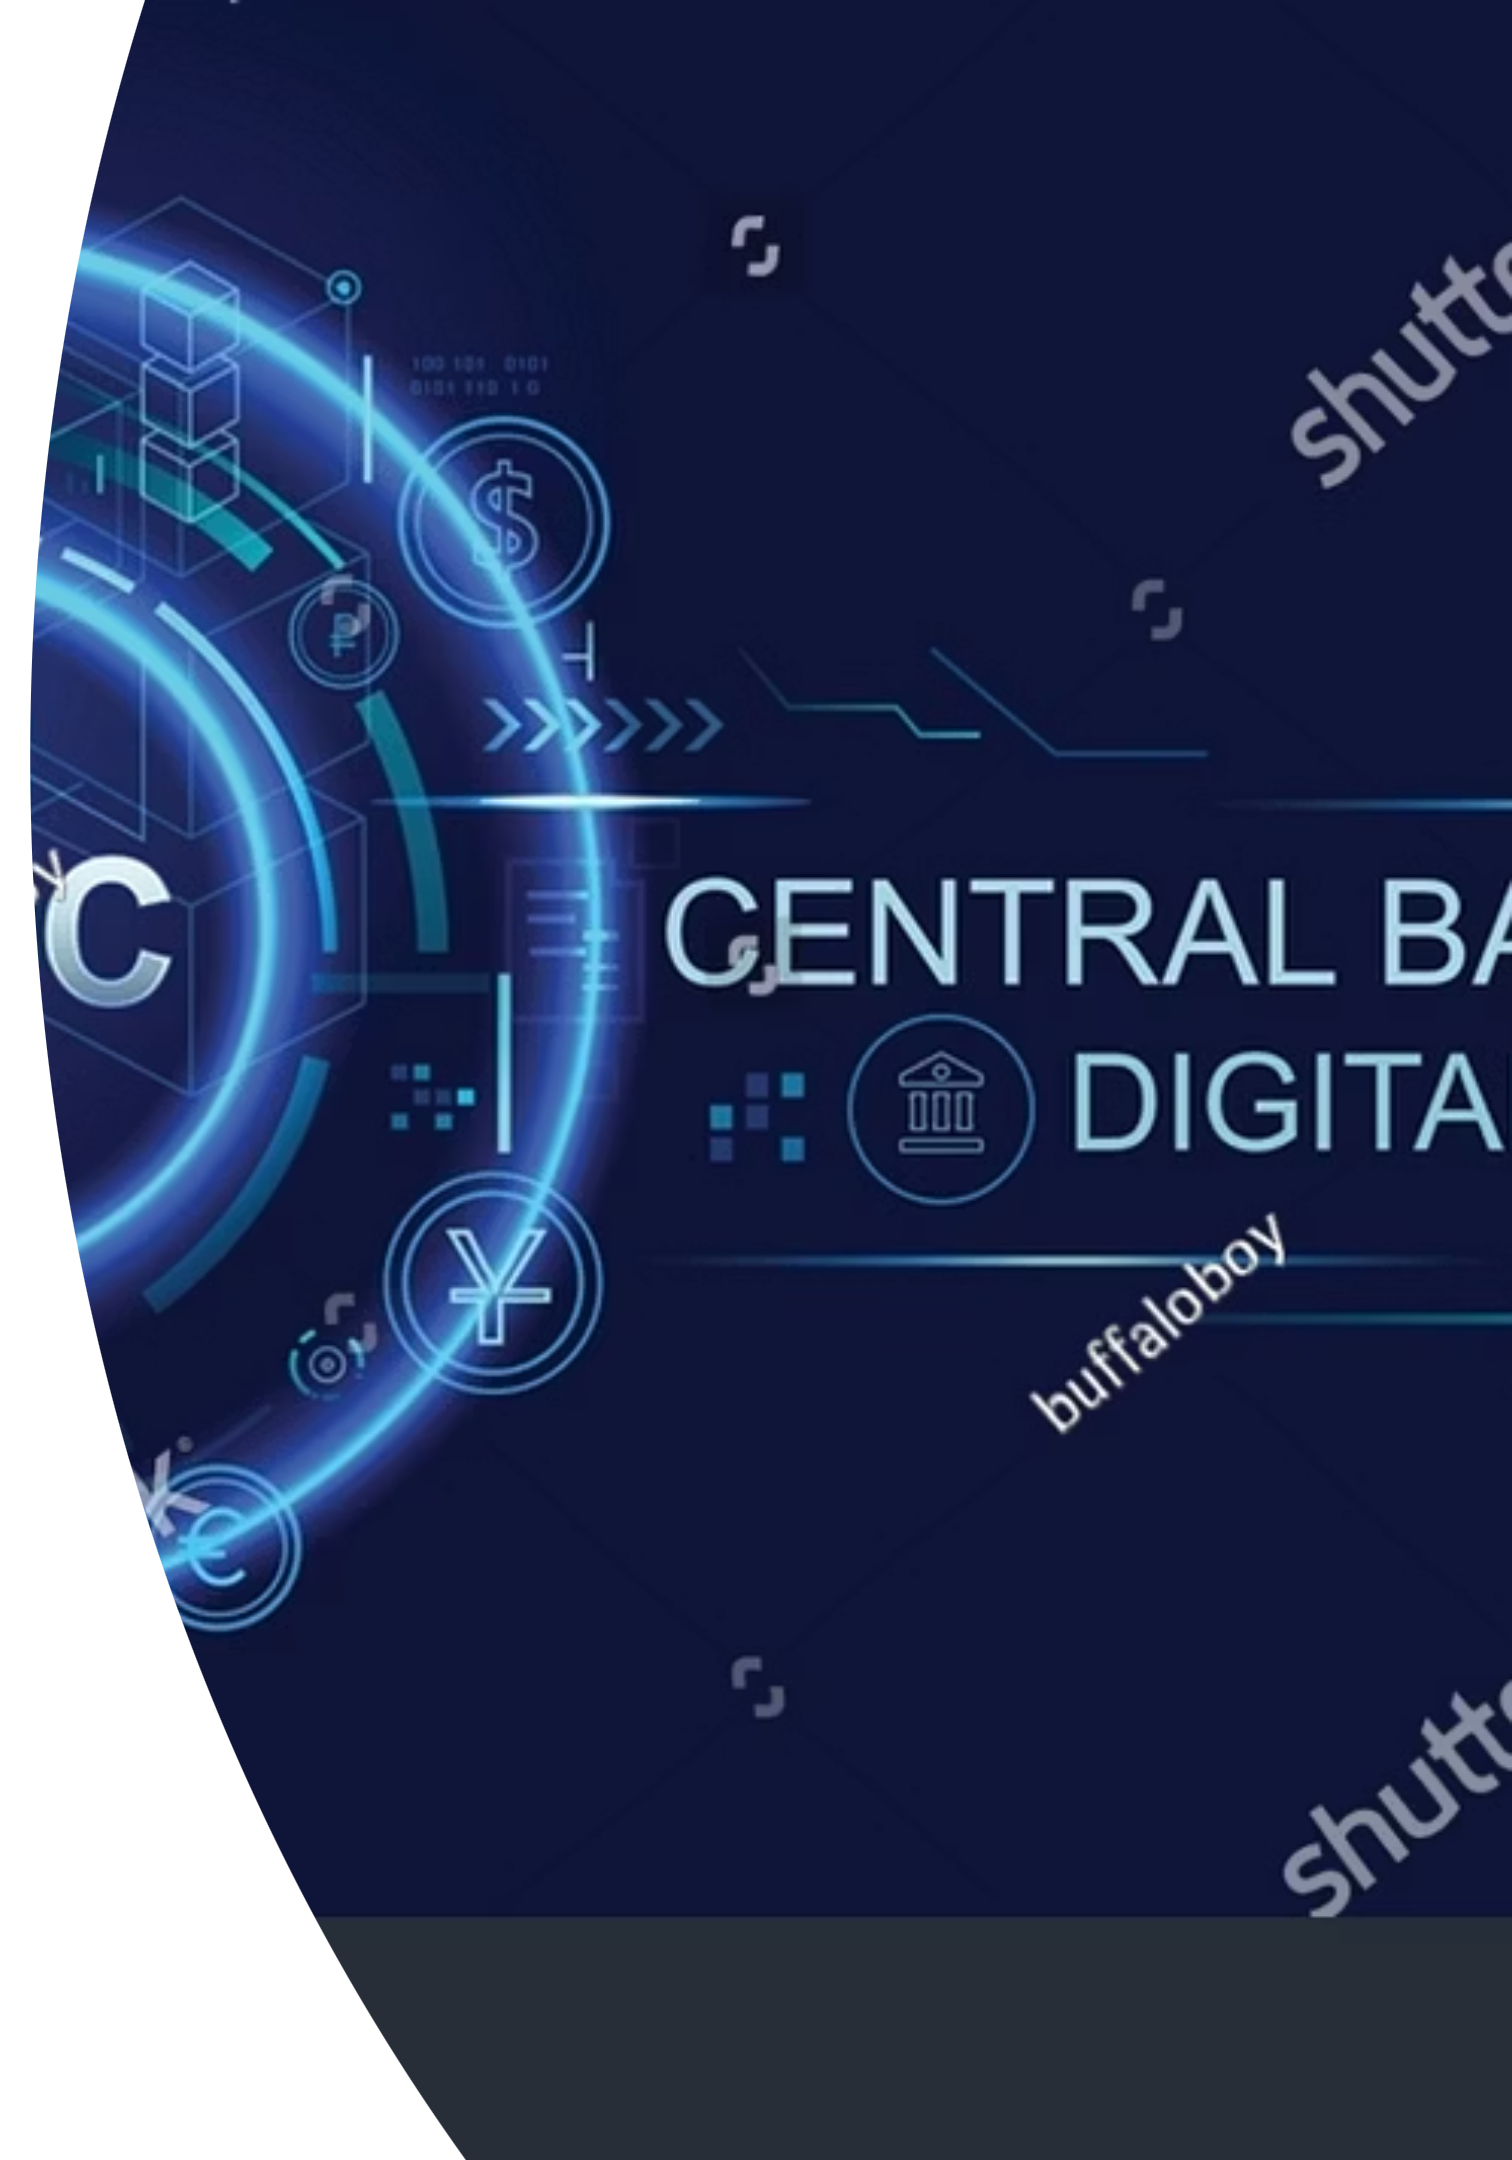 100 101 0101
0101 110 1 0
$
shutt
C
CENTRAL BA
DIGITA
¥
buffaloboy
€
shutt